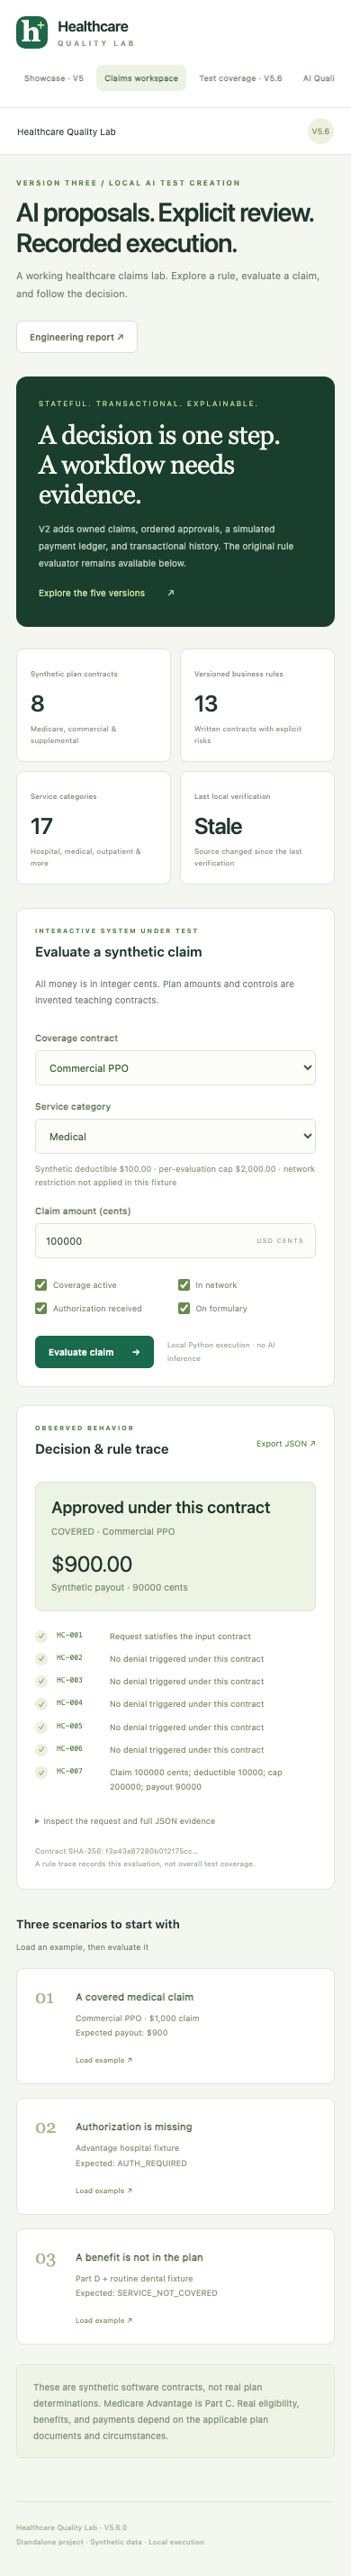 h+
Healthcare
QUALITY LAB
Showcase · V5
Claims workspace
Test coverage · V5.6
AI Quali
Healthcare Quality Lab
V5.6
VERSION THREE / LOCAL AI TEST CREATION
AI proposals. Explicit review.
Recorded execution.
A working healthcare claims lab. Explore a rule, evaluate a claim,
and follow the decision.
Engineering report ↗
STATEFUL. TRANSACTIONAL. EXPLAINABLE.
A decision is one step.
A workflow needs
evidence.
V2 adds owned claims, ordered approvals, a simulated
payment ledger, and transactional history. The original rule
evaluator remains available below.
Explore the five versions ↗
Synthetic plan contracts
8
Medicare, commercial &
supplemental
Versioned business rules
13
Written contracts with explicit
risks
Service categories
17
Hospital, medical, outpatient &
more
Last local verification
Stale
Source changed since the last
verification
INTERACTIVE SYSTEM UNDER TEST
Evaluate a synthetic claim
All money is in integer cents. Plan amounts and controls are
invented teaching contracts.
Coverage contract
Commercial PPO
Service category
Medical
Synthetic deductible $100.00 · per-evaluation cap $2,000.00 · network
restriction not applied in this fixture
Claim amount (cents)
100000
USD CENTS
Coverage active
In network
Authorization received
On formulary
Evaluate claim →
Local Python execution · no AI
inference
OBSERVED BEHAVIOR
Decision & rule trace
Export JSON ↗
Approved under this contract
COVERED · Commercial PPO
$900.00
Synthetic payout · 90000 cents
HC-001 Request satisfies the input contract
HC-002 No denial triggered under this contract
HC-003 No denial triggered under this contract
HC-004 No denial triggered under this contract
HC-005 No denial triggered under this contract
HC-006 No denial triggered under this contract
HC-007 Claim 100000 cents; deductible 10000; cap
200000; payout 90000
Inspect the request and full JSON evidence
Contract SHA-256: f3a43a87280b012175cc…
A rule trace records this evaluation, not overall test coverage.
Three scenarios to start with
Load an example, then evaluate it
01
A covered medical claim
Commercial PPO · $1,000 claim
Expected payout: $900
Load example ↗
02
Authorization is missing
Advantage hospital fixture
Expected: AUTH_REQUIRED
Load example ↗
03
A benefit is not in the plan
Part D + routine dental fixture
Expected: SERVICE_NOT_COVERED
Load example ↗
These are synthetic software contracts, not real plan
determinations. Medicare Advantage is Part C. Real eligibility,
benefits, and payments depend on the applicable plan
documents and circumstances.
Healthcare Quality Lab · V5.6.0
Standalone project · Synthetic data · Local execution